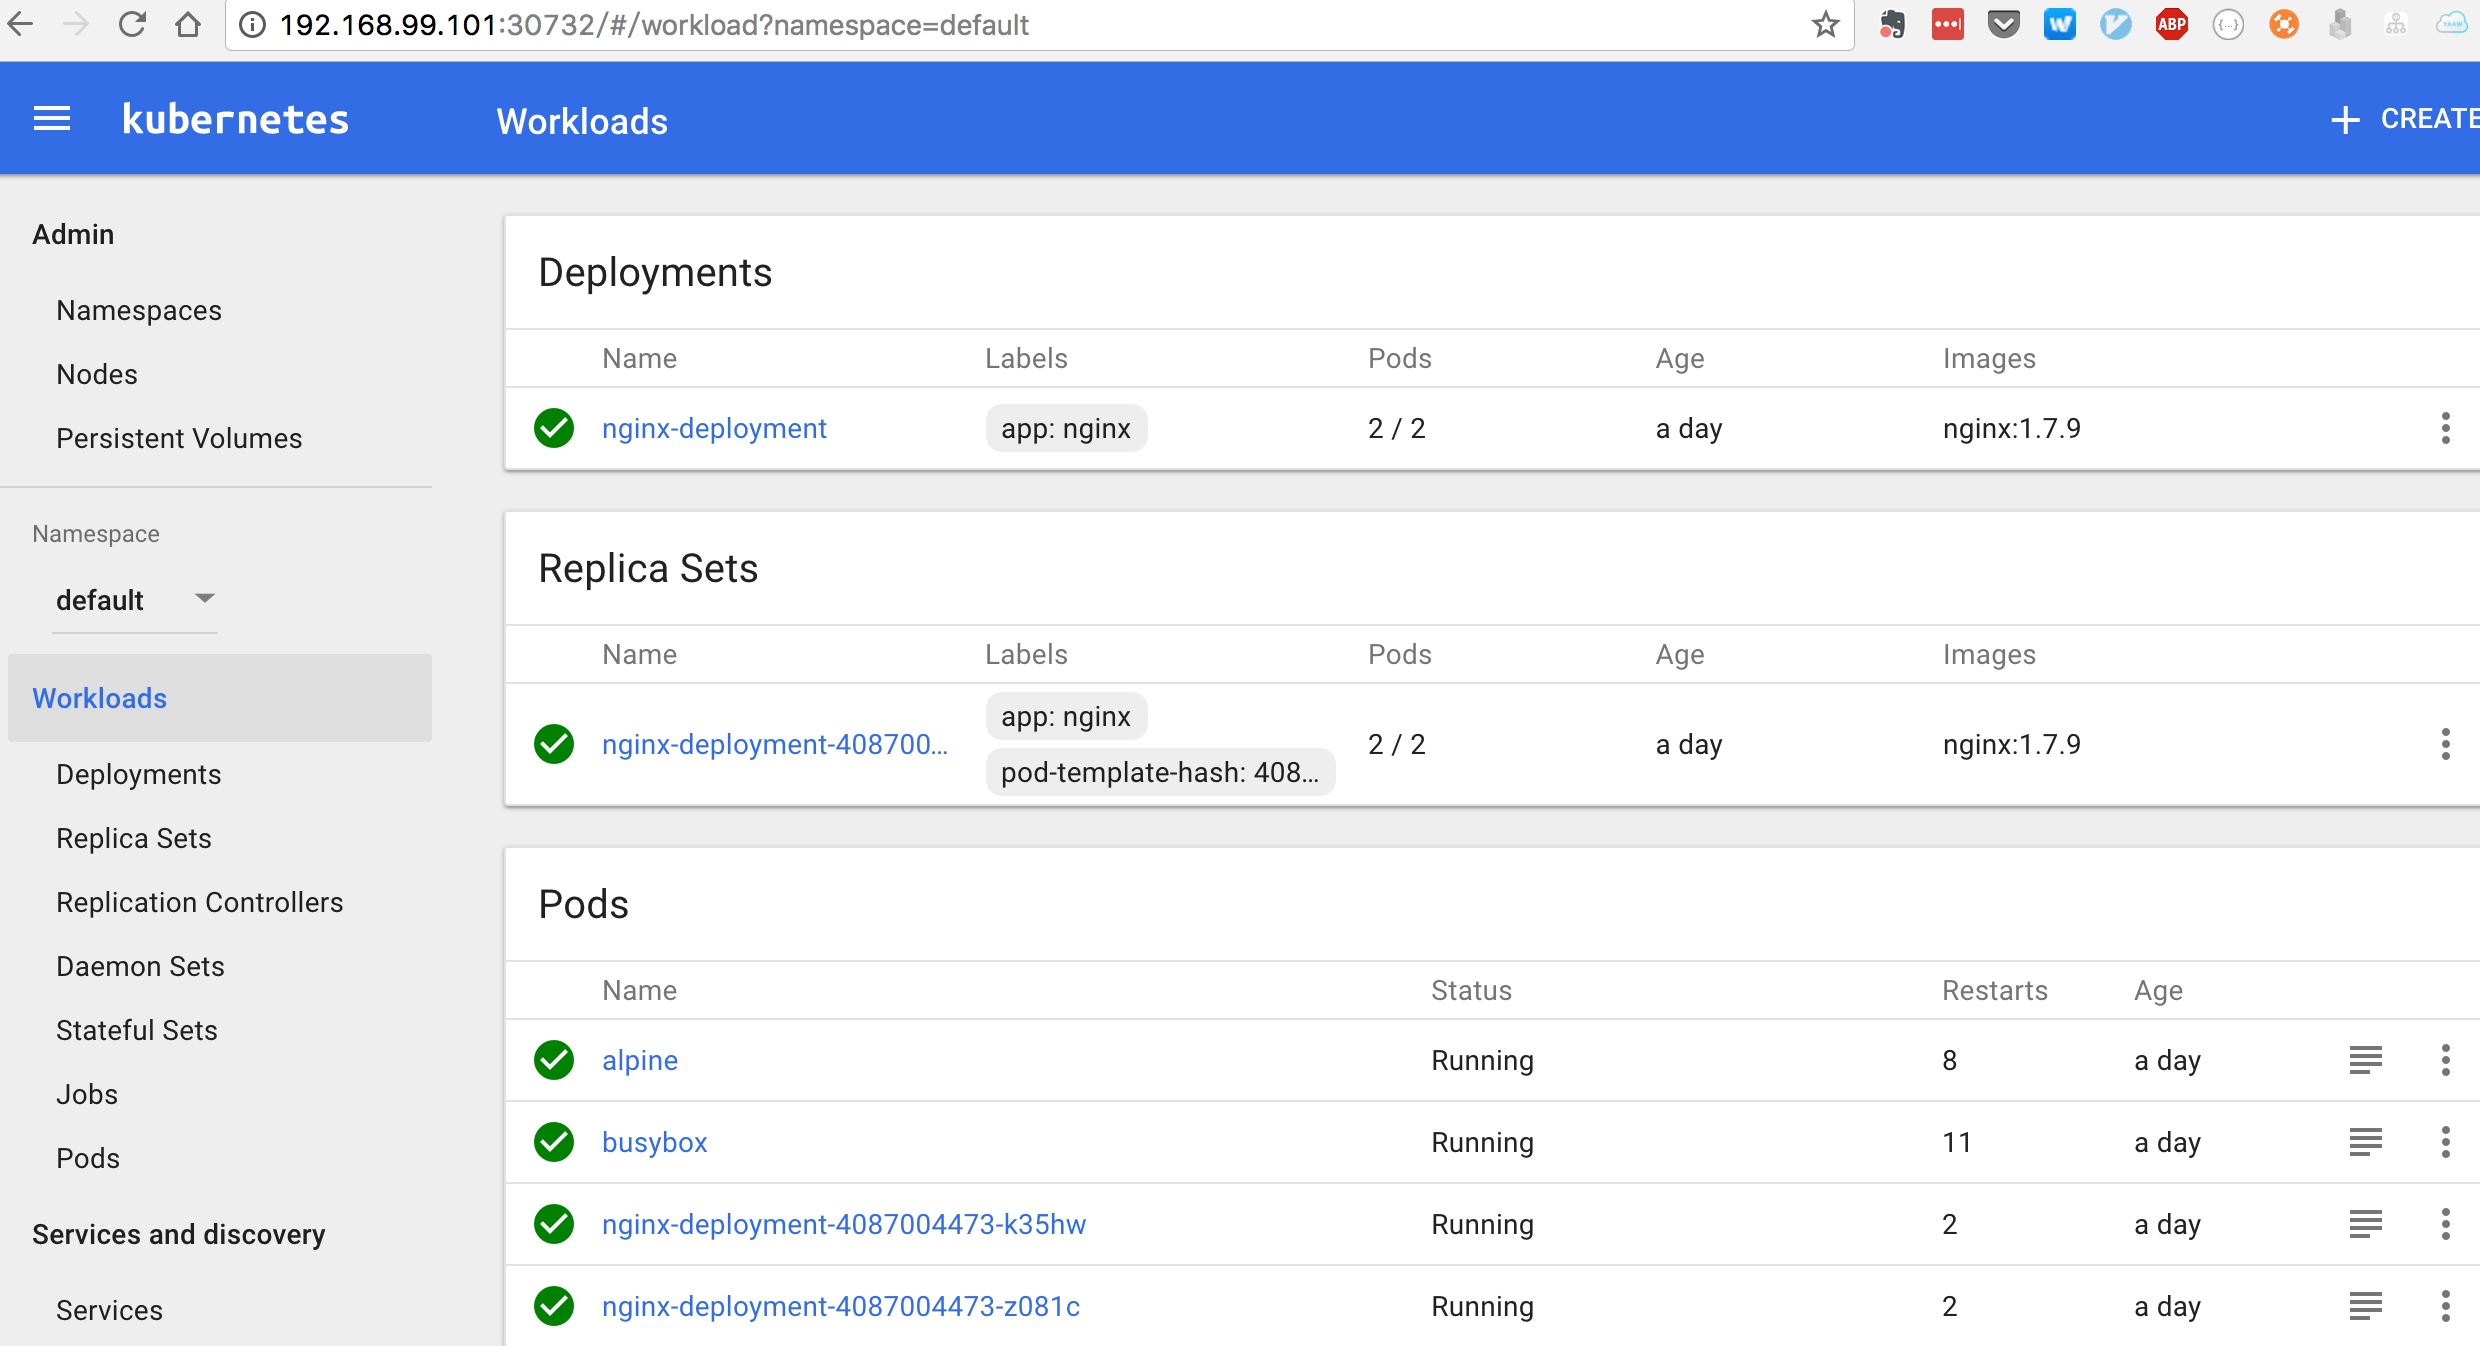 192.168.99.101:30732/#/workload?namespace=default
W
ABP
{...}
YAAW
kubernetes
Workloads
+ CREATE
Admin
Namespaces
Nodes
Persistent Volumes
Namespace
default
Workloads
Deployments
Replica Sets
Replication Controllers
Daemon Sets
Stateful Sets
Jobs
Pods
Services and discovery
Services
Deployments
Name Labels Pods Age Images
nginx-deployment app: nginx 2 / 2 a day nginx:1.7.9
Replica Sets
Name Labels Pods Age Images
nginx-deployment-408700... app: nginx 2 / 2 a day nginx:1.7.9
pod-template-hash: 408...
Pods
Name Status Restarts Age
alpine Running 8 a day
busybox Running 11 a day
nginx-deployment-4087004473-k35hw Running 2 a day
nginx-deployment-4087004473-z081c Running 2 a day